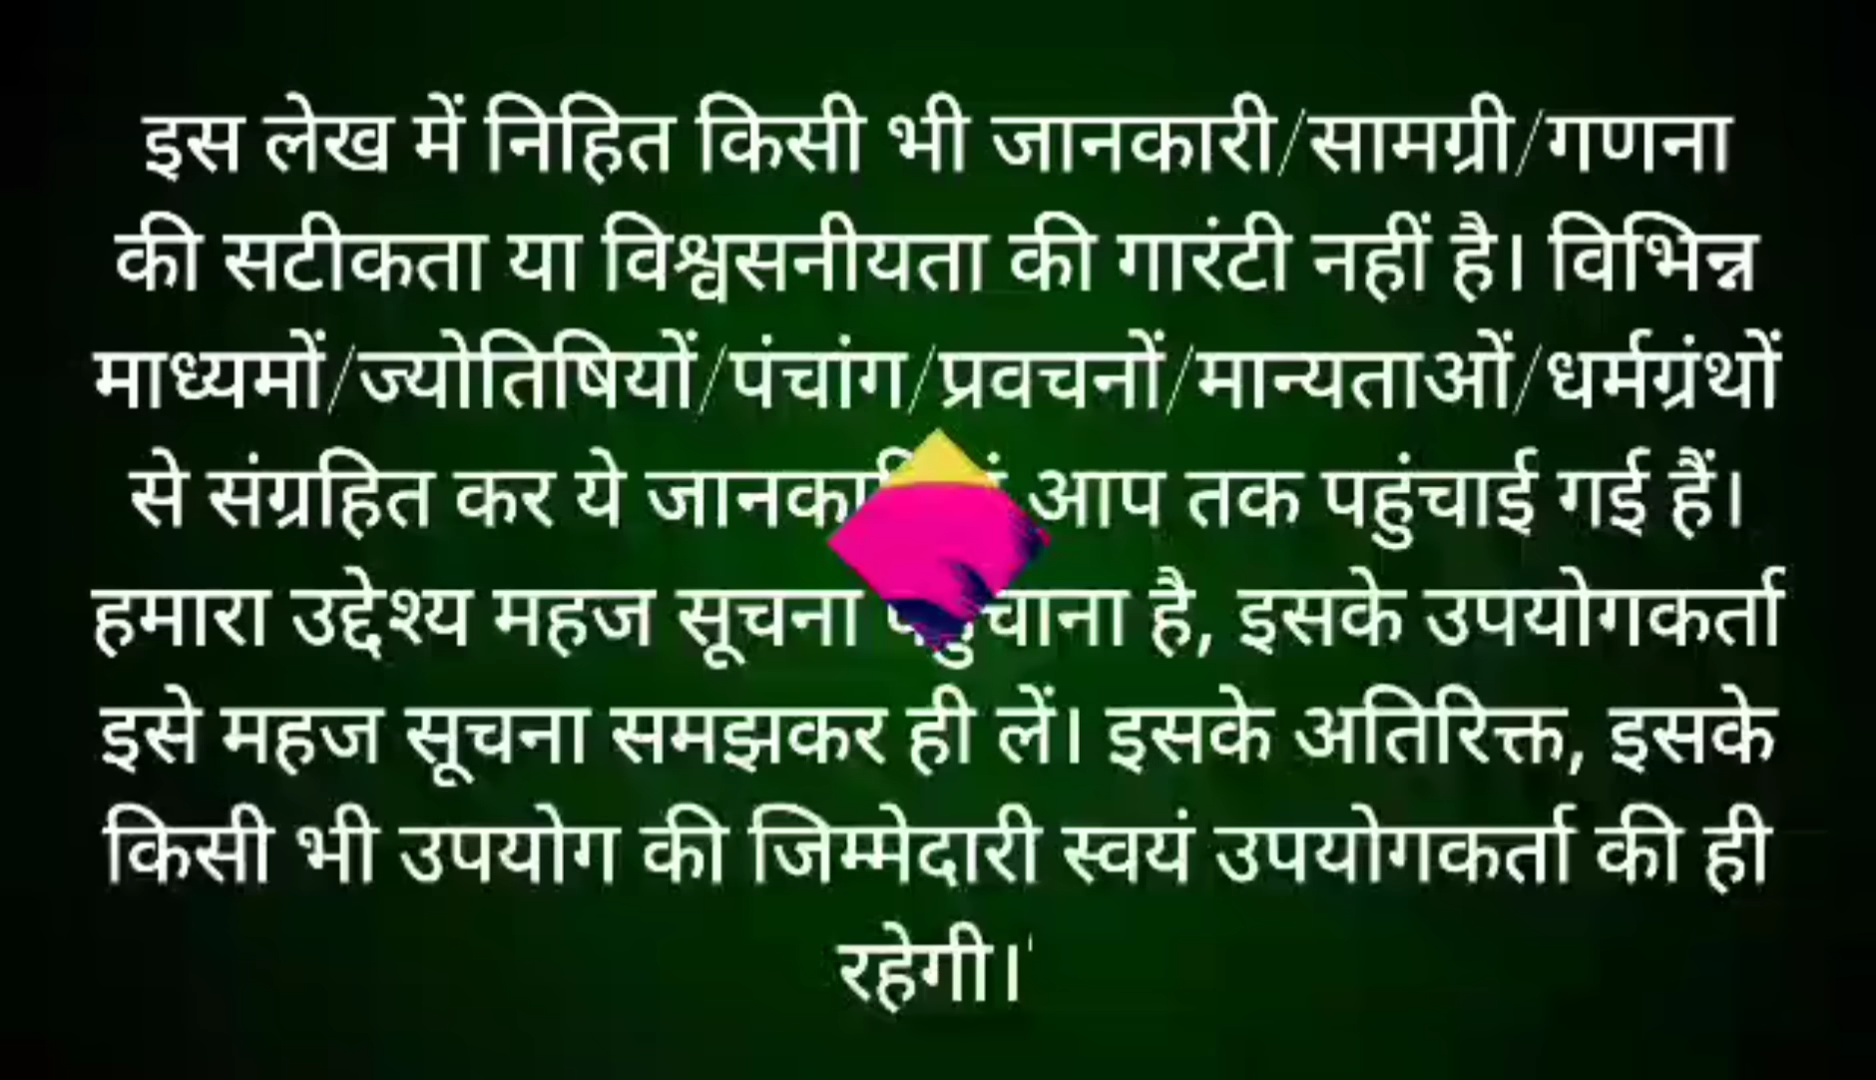 इस लेख में निहित किसी भी जानकारी/सामग्री/गणना
की सटीकता या विश्वसनीयता की गारंटी नहीं है। विभिन्न
माध्यमों/ज्योतिषियों/पंचांग/प्रवचनों/मान्यताओं/धर्मग्रंथों
से संग्रहित कर ये आप तक पहुंचाई गई हैं।
हमारा उद्देश्य महज सूचना है, इसके उपयोगकर्ता
इसे महज सूचना समझकर ही लें। इसके अतिरिक्त, इसके
किसी भी उपयोग की जिम्मेदारी स्वयं उपयोगकर्ता की ही
रहेगी।'